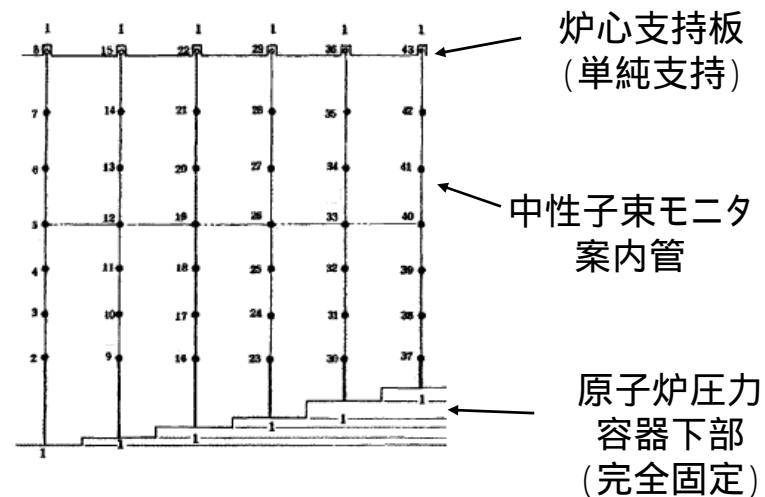 1 1 1 1 1 1
8 15 22 29 36 43
炉心支持板
(単純支持)
7 14 21 28 35 42
6 13 20 27 34 41
中性子束モニタ
案内管
5 12 19 26 33 40
4 11 18 25 32 39
3 10 17 24 31 38
2 9 16 23 30 37
原子炉圧力
容器下部
(完全固定)
1 1 1 1 1 1